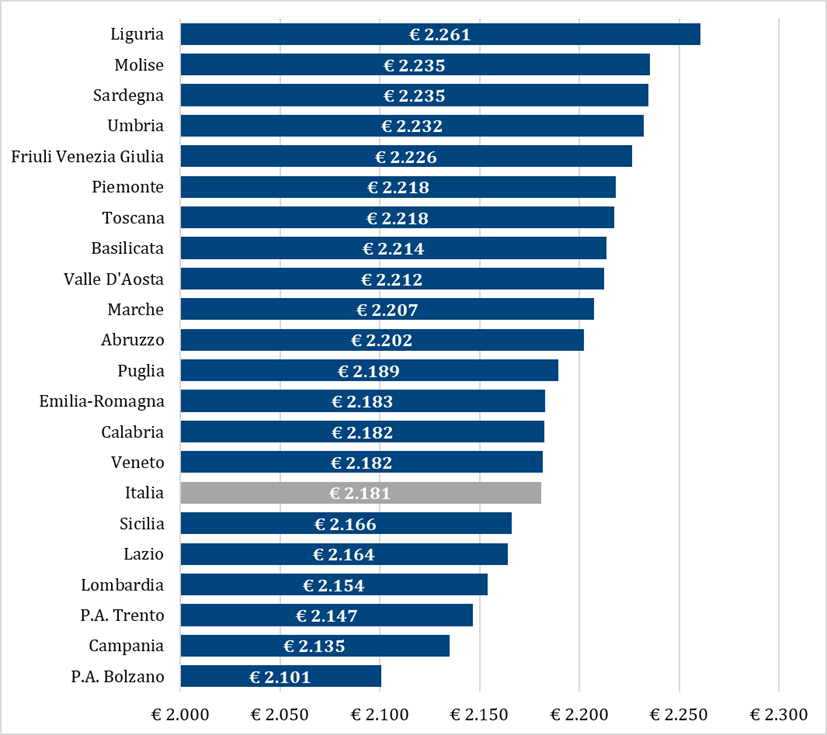 Liguria € 2.261
Molise € 2.235
Sardegna € 2.235
Umbria € 2.232
Friuli Venezia Giulia € 2.226
Piemonte € 2.218
Toscana € 2.218
Basilicata € 2.214
Valle D'Aosta € 2.212
Marche € 2.207
Abruzzo € 2.202
Puglia € 2.189
Emilia-Romagna € 2.183
Calabria € 2.182
Veneto € 2.182
Italia € 2.181
Sicilia € 2.166
Lazio € 2.164
Lombardia € 2.154
P.A. Trento € 2.147
Campania € 2.135
P.A. Bolzano € 2.101
€ 2.000 € 2.050 € 2.100 € 2.150 € 2.200 € 2.250 € 2.300